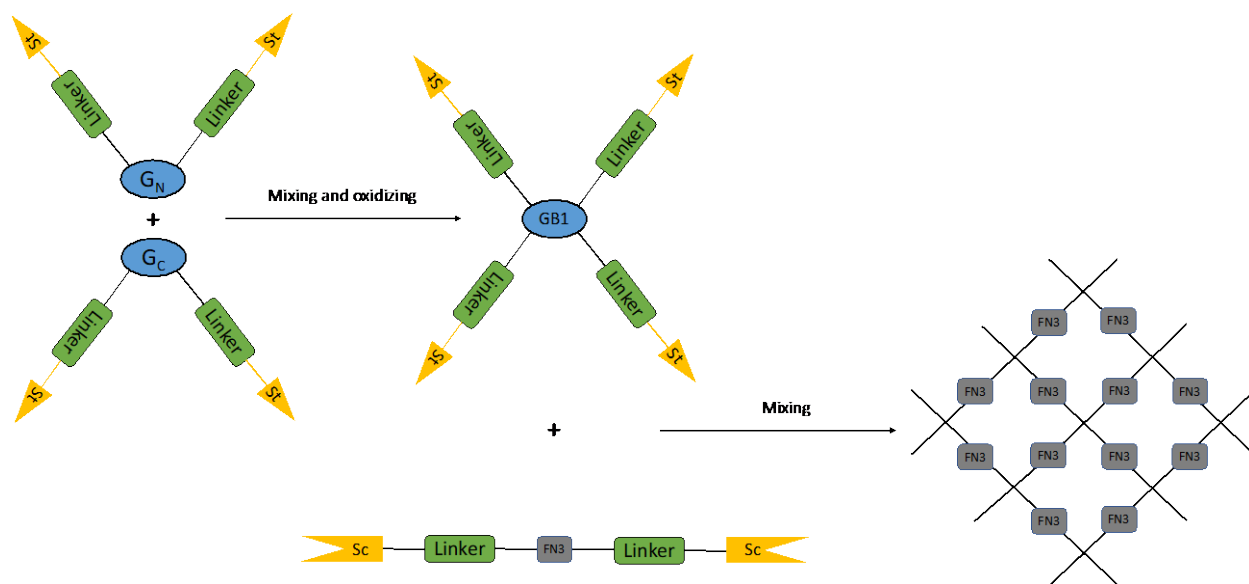 St
St
Linker
Linker
GN
+
GC
Linker
Linker
St
St
Mixing and oxidizing
St
St
Linker
Linker
GB1
Linker
Linker
St
St
+
Mixing
FN3
FN3
FN3
FN3
FN3
FN3
FN3
FN3
FN3
FN3
FN3
FN3
Sc
Linker
FN3
Linker
Sc